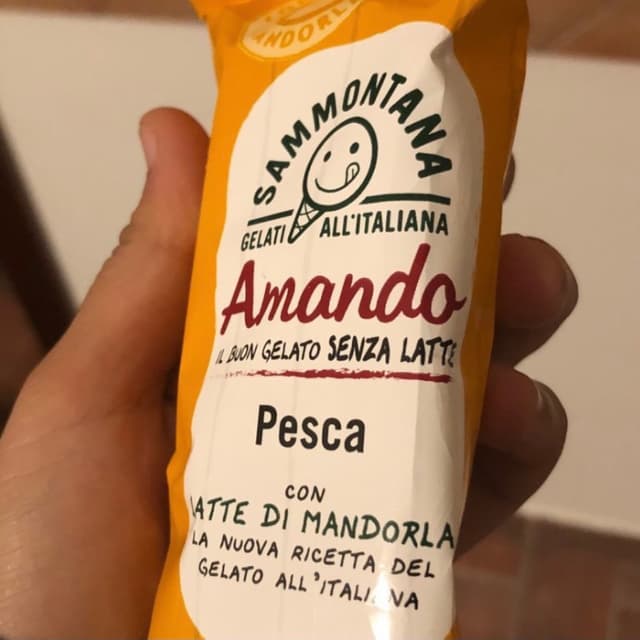 MANDORLA
SAMMONTANA
GELATI ALL'ITALIANA
Amando
IL BUON GELATO SENZA LATTE
Pesca
CON
LATTE DI MANDORLA
LA NUOVA RICETTA DEL
GELATO ALL'ITALIANA